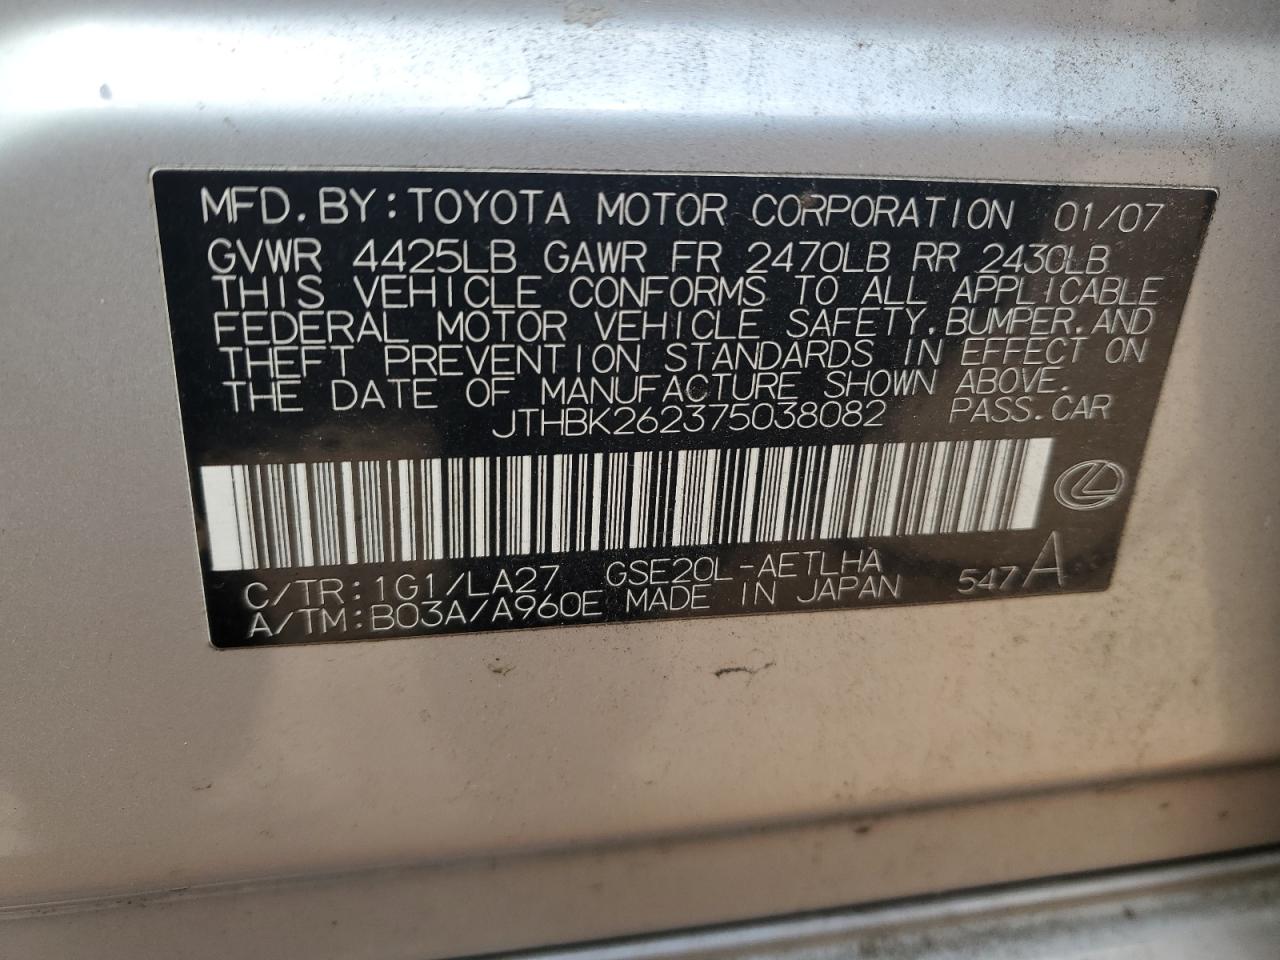 MFD.BY:TOYOTA MOTOR CORPORATION 01/07
GVWR 4425LB GAWR FR 2470LB RR 2430LB
THIS VEHICLE CONFORMS TO ALL APPLICABLE
FEDERAL MOTOR VEHICLE SAFETY,BUMPER,AND
THEFT PREVENTION STANDARDS IN EFFECT ON
THE DATE OF MANUFACTURE SHOWN ABOVE.
JTHBK262375038082 PASS.CAR
C/TR:1G1/LA27 GSE20L-AETLHA
A/TM:B03A/A960E MADE IN JAPAN 547A